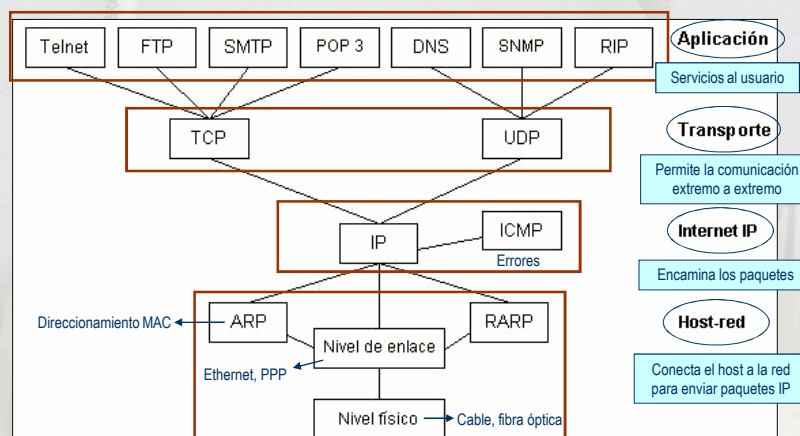 Telnet
FTP
SMTP
POP 3
DNS
SNMP
RIP
Aplicación
Servicios al usuario
TCP
UDP
Transporte
Permite la comunicación
extremo a extremo
IP
ICMP
Errores
Internet IP
Encamina los paquetes
Direccionamiento MAC
ARP
RARP
Host-red
Nivel de enlace
Ethernet, PPP
Conecta el host a la red
para enviar paquetes IP
Nivel físico
Cable, fibra óptica